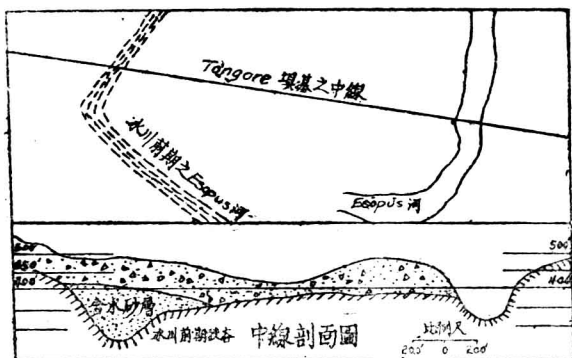 Tangore 壩基之中線
冰川前期之Esopus河
Esopus河
500'
450'
400'
含水砂層
冰川前期況谷
中線剖面圖
比例尺
200' 0 200'
500'
400'